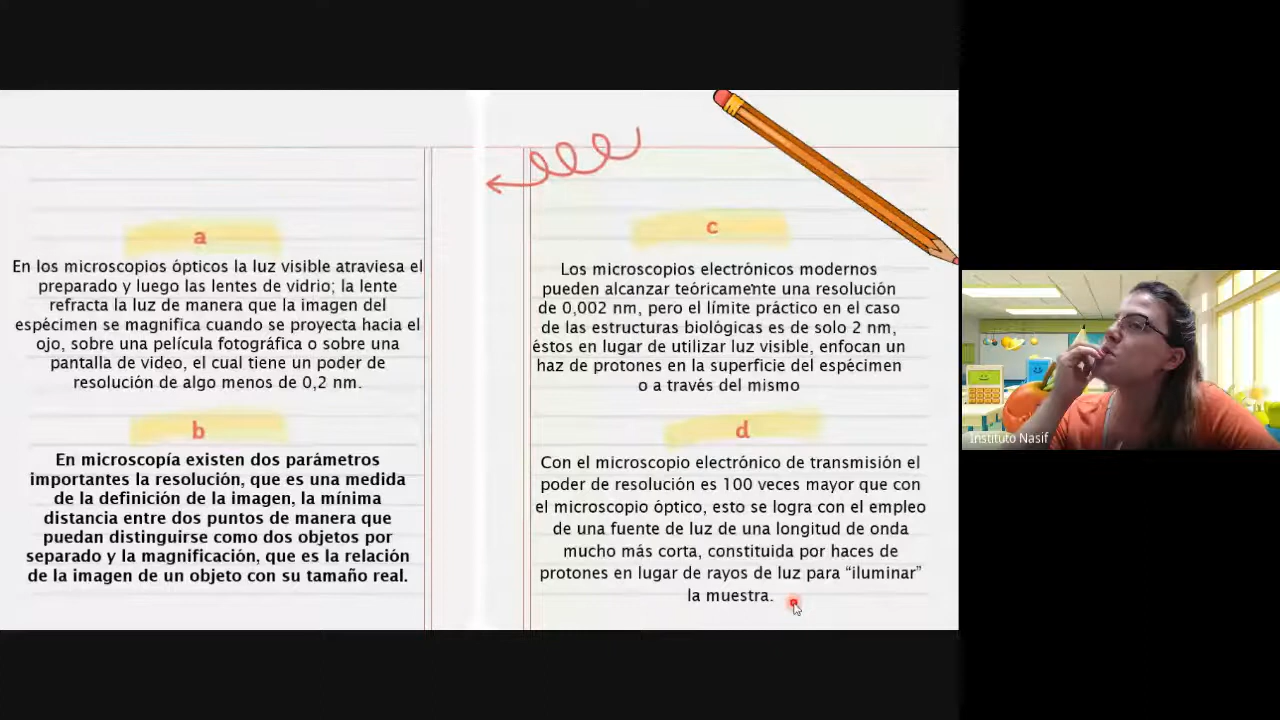 a
En los microscopios ópticos la luz visible atraviesa el
preparado y luego las lentes de vidrio; la lente
refracta la luz de manera que la imagen del
espécimen se magnifica cuando se proyecta hacia el
ojo, sobre una película fotográfica o sobre una
pantalla de video, el cual tiene un poder de
resolución de algo menos de 0,2 nm.
b
En microscopía existen dos parámetros
importantes la resolución, que es una medida
de la definición de la imagen, la mínima
distancia entre dos puntos de manera que
puedan distinguirse como dos objetos por
separado y la magnificación, que es la relación
de la imagen de un objeto con su tamaño real.
c
Los microscopios electrónicos modernos
pueden alcanzar teóricamente una resolución
de 0,002 nm, pero el límite práctico en el caso
de las estructuras biológicas es de solo 2 nm,
éstos en lugar de utilizar luz visible, enfocan un
haz de protones en la superficie del espécimen
o a través del mismo
d
Con el microscopio electrónico de transmisión el
poder de resolución es 100 veces mayor que con
el microscopio óptico, esto se logra con el empleo
de una fuente de luz de una longitud de onda
mucho más corta, constituida por haces de
protones en lugar de rayos de luz para “iluminar”
la muestra.
Instituto Nasif